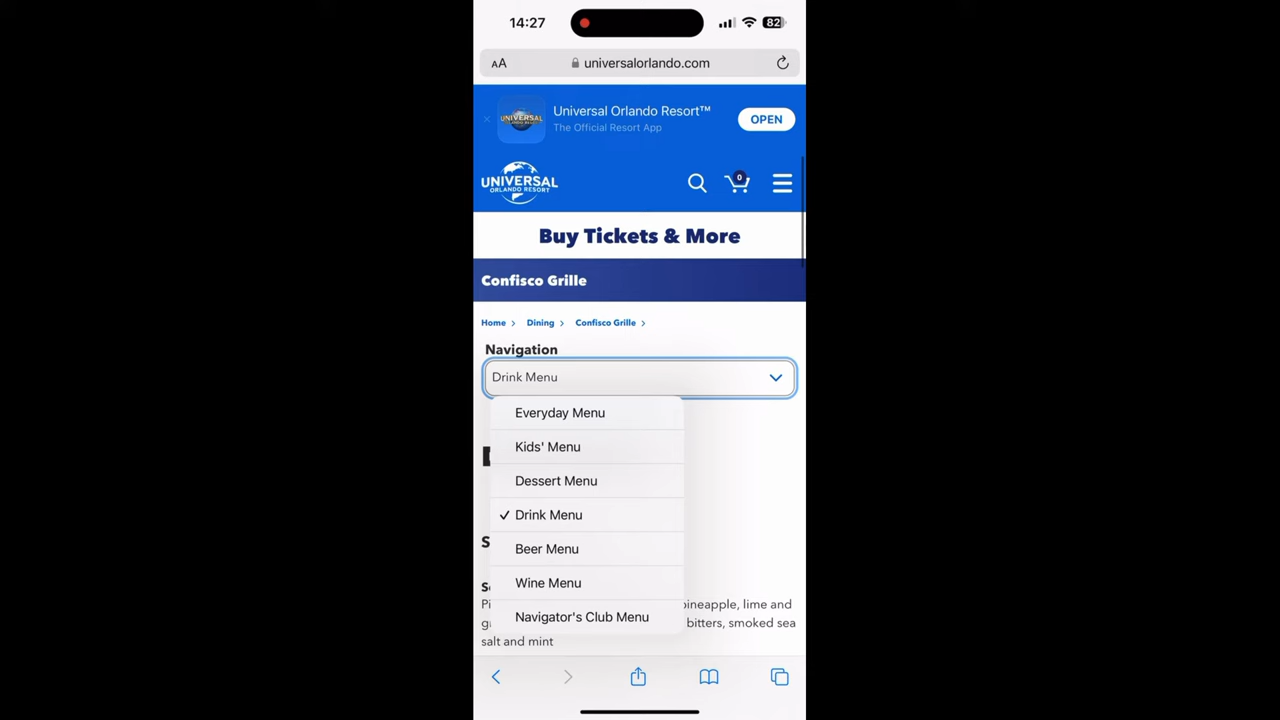 14:27
82
AA
universalorlando.com
UNIVERSAL
Universal Orlando Resort™
The Official Resort App
OPEN
UNIVERSAL
ORLANDO RESORT
0
Buy Tickets & More
Confisco Grille
Home
Dining
Confisco Grille
Navigation
Drink Menu
Everyday Menu
Kids' Menu
Dessert Menu
Drink Menu
Beer Menu
Wine Menu
Navigator's Club Menu
lime and
bitters, smoked sea
salt and mint